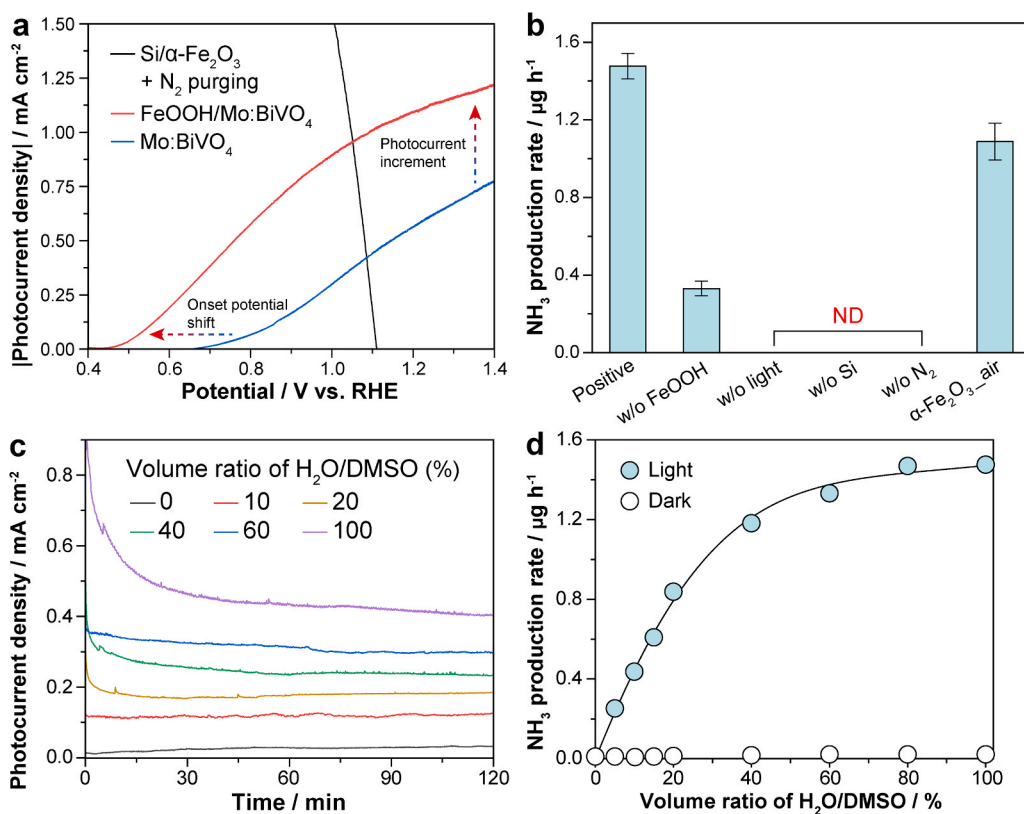 a
1.50
1.25
1.00
0.75
0.50
0.25
0.00
|Photocurrent density| / mA cm⁻²
Si/α-Fe₂O₃
+ N₂ purging
FeOOH/Mo:BiVO₄
Mo:BiVO₄
Photocurrent
increment
Onset potential
shift
0.4 0.6 0.8 1.0 1.2 1.4
Potential / V vs. RHE
b
1.6
1.2
0.8
0.4
0.0
NH₃ production rate / µg h⁻¹
ND
Positive
w/o FeOOH
w/o light
w/o Si
w/o N₂
α-Fe₂O₃_air
c
0.8
0.6
0.4
0.2
0.0
Photocurrent density / mA cm⁻²
Volume ratio of H₂O/DMSO (%)
0 10 20
40 60 100
0 30 60 90 120
Time / min
d
1.6
1.2
0.8
0.4
0.0
NH₃ production rate / µg h⁻¹
Light
Dark
0 20 40 60 80 100
Volume ratio of H₂O/DMSO / %